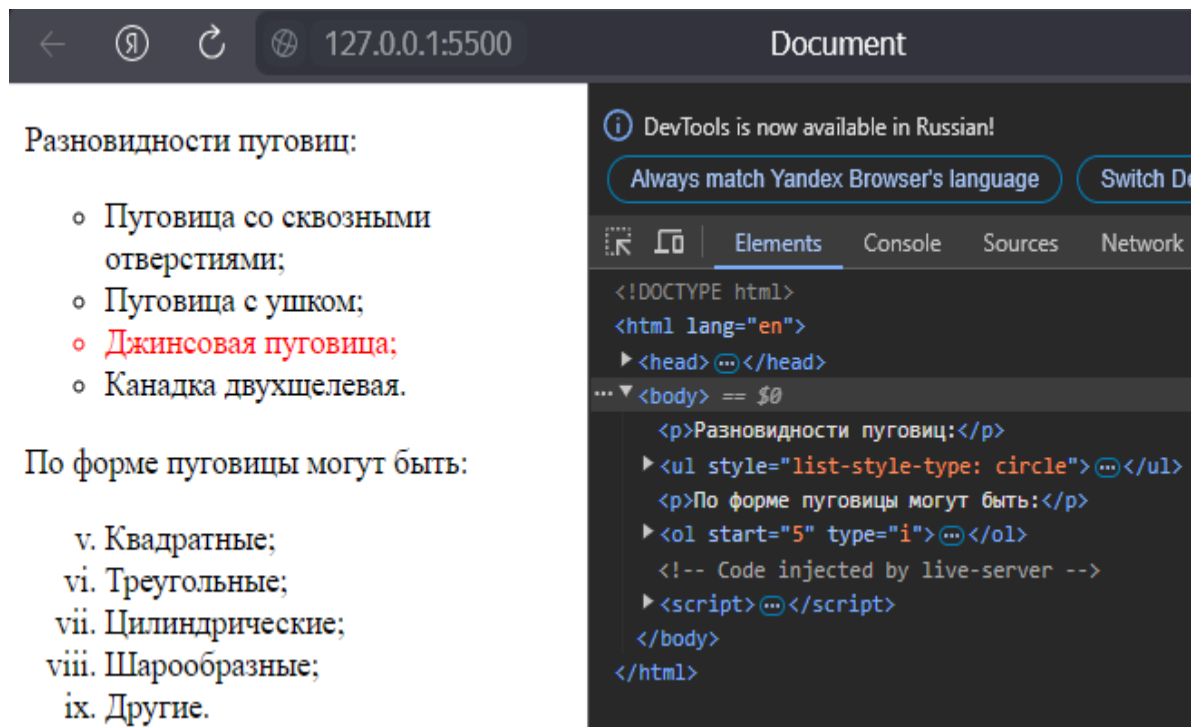 Я 127.0.0.1:5500 Document
Разновидности пуговиц:
Пуговица со сквозными
отверстиями;
Пуговица с ушком;
Джинсовая пуговица;
Канадка двухщелевая.
По форме пуговицы могут быть:
v. Квадратные;
vi. Треугольные;
vii. Цилиндрические;
viii. Шарообразные;
ix. Другие.
DevTools is now available in Russian!
Always match Yandex Browser's language Switch De
Elements Console Sources Network
<!DOCTYPE html>
<html lang="en">
<head>…</head>
<body> == $0
<p>Разновидности пуговиц:</p>
<ul style="list-style-type: circle">…</ul>
<p>По форме пуговицы могут быть:</p>
<ol start="5" type="i">…</ol>
<!-- Code injected by live-server -->
<script>…</script>
</body>
</html>